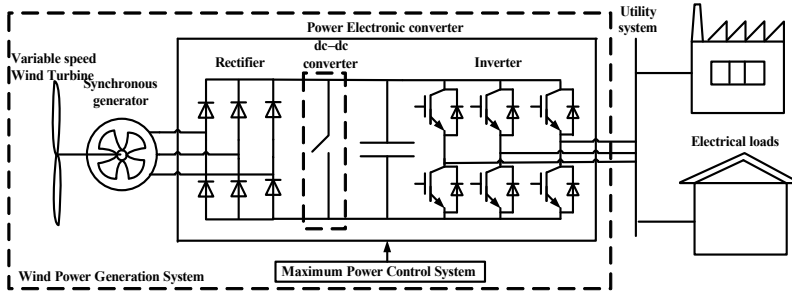 Power Electronic converter
Utility
system
Variable speed
Wind Turbine
Synchronous
generator
Rectifier
dc–dc
converter
Inverter
Electrical loads
Wind Power Generation System
Maximum Power Control System